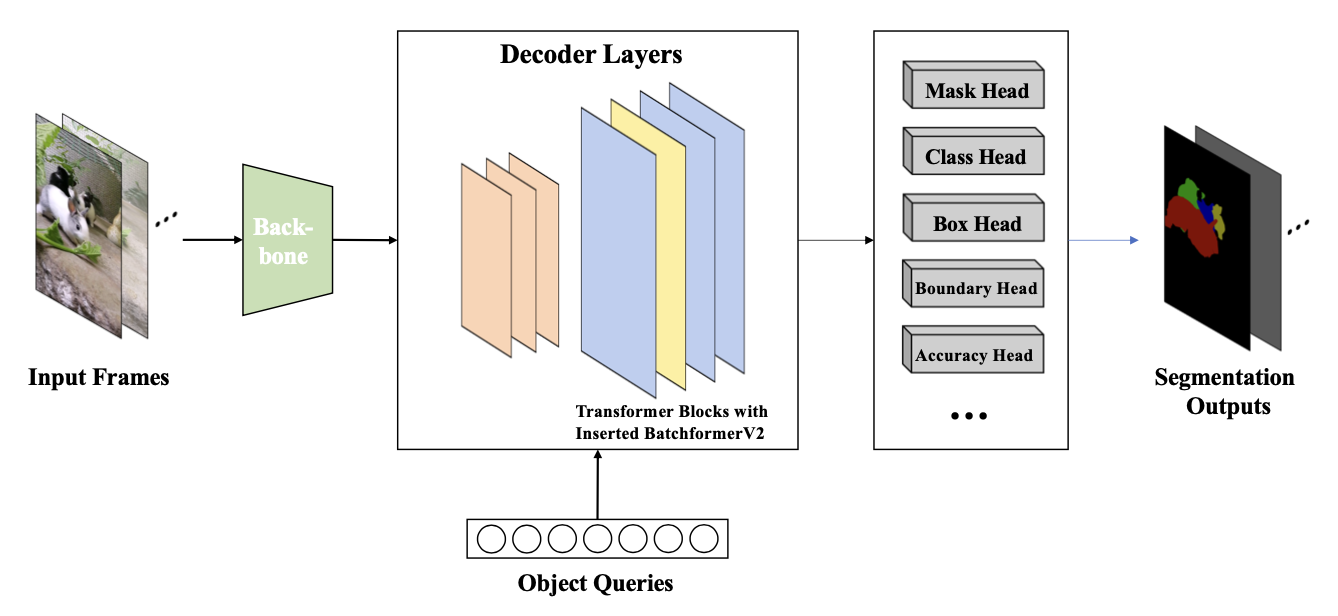 Decoder Layers
Mask Head
Class Head
Back-
bone
Box Head
Boundary Head
Accuracy Head
Input Frames
Segmentation
Outputs
Transformer Blocks with
Inserted BatchformerV2
Object Queries